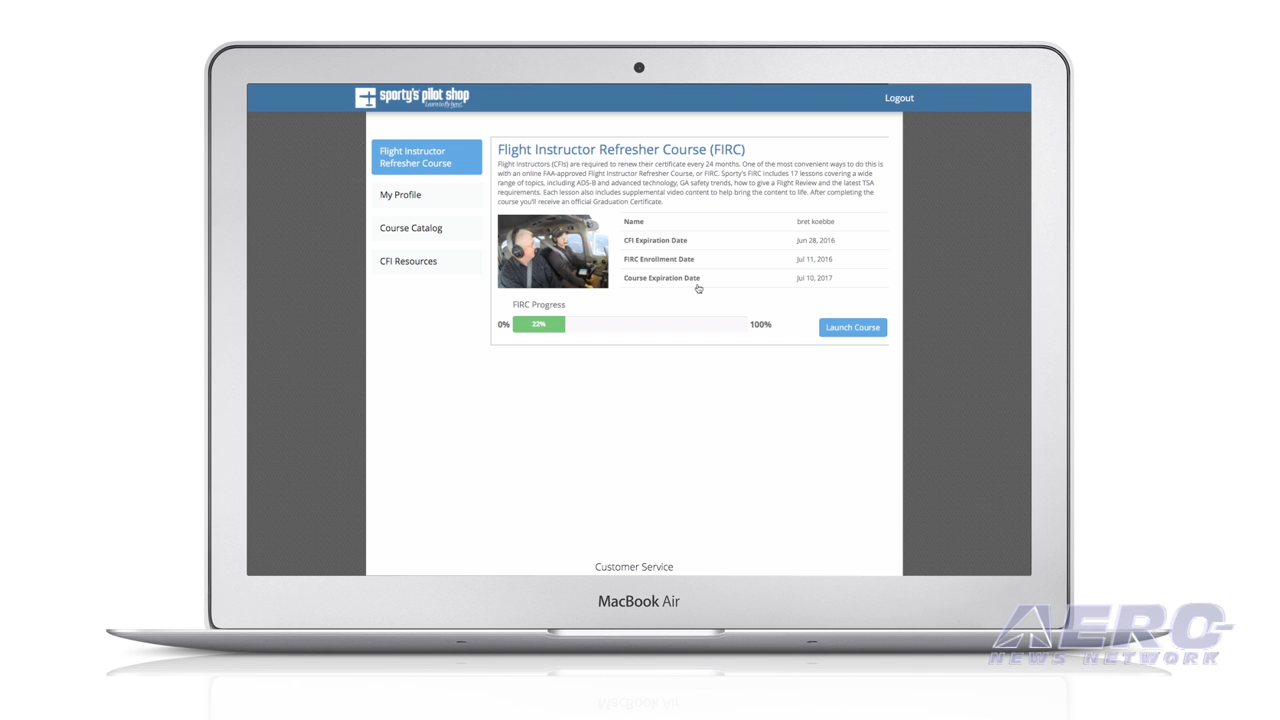 sporty's pilot shop
Learn to fly here!
Logout
Flight Instructor
Refresher Course
My Profile
Course Catalog
CFI Resources
Flight Instructor Refresher Course (FIRC)
Flight Instructors (CFIs) are required to renew their certificate every 24 months. One of the most convenient ways to do this is
with an online FAA-approved Flight Instructor Refresher Course, or FIRC. Sporty's FIRC includes 17 lessons covering a wide
range of topics, including ADS-B and advanced technology, GA safety trends, how to give a Flight Review and the latest TSA
requirements. Each lesson also includes supplemental video content to help bring the content to life. After completing the
course you'll receive an official Graduation Certificate.
Name bret koebbe
CFI Expiration Date Jun 28, 2016
FIRC Enrollment Date Jul 11, 2016
Course Expiration Date Jul 10, 2017
FIRC Progress
0% 22% 100%
Launch Course
Customer Service
MacBook Air
AERO
NEWS NETWORK